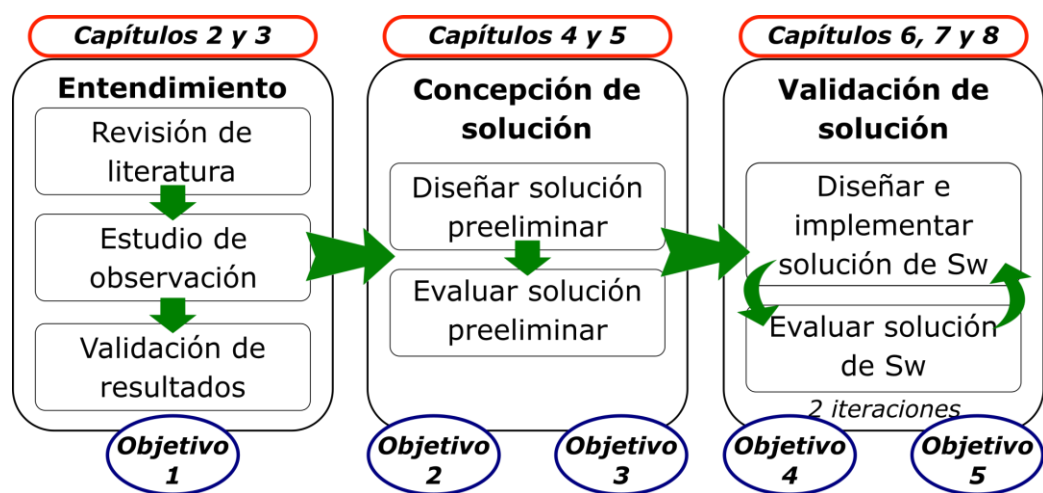 Capítulos 2 y 3
Entendimiento
Revisión de
literatura
Estudio de
observación
Validación de
resultados
Objetivo
1
Capítulos 4 y 5
Concepción de
solución
Diseñar solución
preeliminar
Evaluar solución
preeliminar
Objetivo
2
Objetivo
3
Capítulos 6, 7 y 8
Validación de
solución
Diseñar e
implementar
solución de Sw
Evaluar solución
de Sw
2 iteraciones
Objetivo
4
Objetivo
5